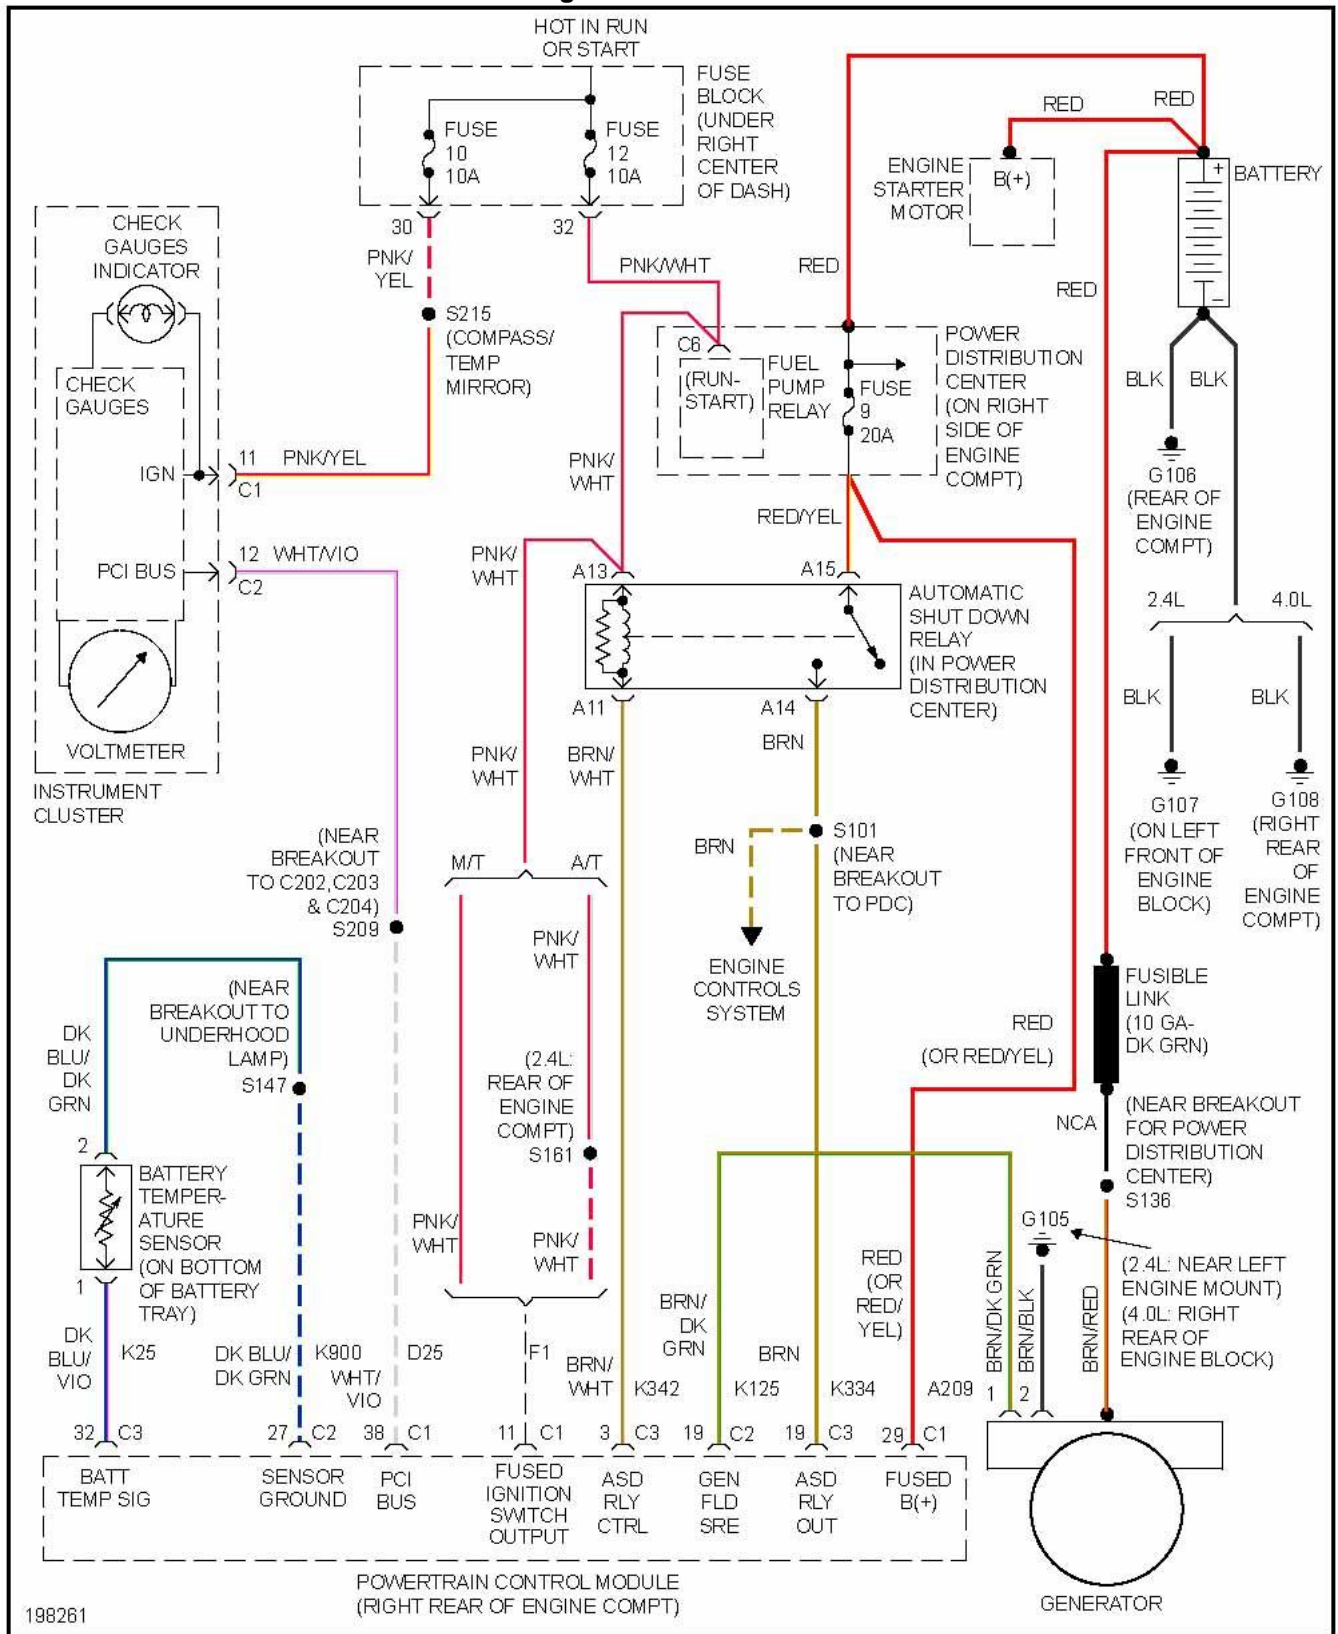 HOT IN RUN
OR START
FUSE
BLOCK
(UNDER
RIGHT
CENTER
OF DASH)
FUSE
10
10A
FUSE
12
10A
30
32
PNK/
YEL
PNK/WHT
S215
(COMPASS/
TEMP
MIRROR)
RED
RED
RED
RED
ENGINE
STARTER
MOTOR
B(+)
+
BATTERY
–
CHECK
GAUGES
INDICATOR
CHECK
GAUGES
IGN
11
PNK/YEL
C1
PCI BUS
12
WHT/VIO
C2
VOLTMETER
INSTRUMENT
CLUSTER
C6
(RUN-
START)
FUEL
PUMP
RELAY
FUSE
9
20A
POWER
DISTRIBUTION
CENTER
(ON RIGHT
SIDE OF
ENGINE
COMPT)
BLK
BLK
G106
(REAR OF
ENGINE
COMPT)
PNK/
WHT
RED/YEL
PNK/
WHT
A13
A15
AUTOMATIC
SHUT DOWN
RELAY
(IN POWER
DISTRIBUTION
CENTER)
A11
A14
2.4L
4.0L
BLK
BLK
G107
(ON LEFT
FRONT OF
ENGINE
BLOCK)
G108
(RIGHT
REAR
OF
ENGINE
COMPT)
PNK/
WHT
BRN/
WHT
BRN
BRN
S101
(NEAR
BREAKOUT
TO PDC)
ENGINE
CONTROLS
SYSTEM
(NEAR
BREAKOUT
TO C202,C203
& C204)
S209
M/T
A/T
PNK/
WHT
(2.4L:
REAR OF
ENGINE
COMPT)
S161
DK
BLU/
DK
GRN
(NEAR
BREAKOUT TO
UNDERHOOD
LAMP)
S147
RED
(OR RED/YEL)
FUSIBLE
LINK
(10 GA-
DK GRN)
NCA
(NEAR BREAKOUT
FOR POWER
DISTRIBUTION
CENTER)
S136
2
BATTERY
TEMPER-
ATURE
SENSOR
(ON BOTTOM
OF BATTERY
TRAY)
1
PNK/
WHT
PNK/
WHT
G105
(2.4L: NEAR LEFT
ENGINE MOUNT)
(4.0L: RIGHT
REAR OF
ENGINE BLOCK)
DK
BLU/
VIO
K25
DK BLU/
DK GRN
K900
WHT/
VIO
D25
F1
BRN/
WHT
K342
BRN/
DK
GRN
K125
BRN
K334
RED
(OR
RED/
YEL)
A209
BRN/DK GRN
BRN/BLK
BRN/RED
1
2
32
C3
27
C2
38
C1
11
C1
3
C3
19
C2
19
C3
29
C1
BATT
TEMP SIG
SENSOR
GROUND
PCI
BUS
FUSED
IGNITION
SWITCH
OUTPUT
ASD
RLY
CTRL
GEN
FLD
SRE
ASD
RLY
OUT
FUSED
B(+)
POWERTRAIN CONTROL MODULE
(RIGHT REAR OF ENGINE COMPT)
GENERATOR
198261